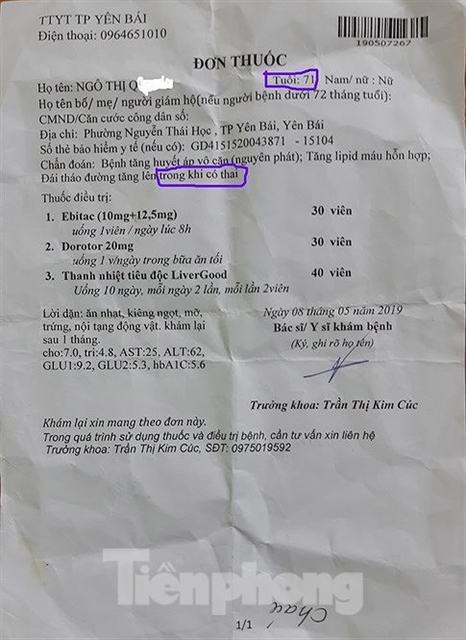 TTYT TP YÊN BÁI
Điện thoại: 0964651010
190507267
ĐƠN THUỐC
Họ tên: NGÔ THỊ Q
Tuổi: 71 Nam/ nữ : Nữ
Họ tên bố/ mẹ/ người giám hộ(nếu người bệnh dưới 72 tháng tuổi):
CMND/Căn cước công dân số:
Địa chỉ: Phường Nguyễn Thái Học , TP Yên Bái, Yên Bái
Số thẻ bảo hiểm y tế (nếu có): GD4151520043871 - 15104
Chẩn đoán: Bệnh tăng huyết áp vô căn (nguyên phát); Tăng lipid máu hỗn hợp;
Đái tháo đường tăng lên trong khi có thai
Thuốc điều trị:
1. Ebitac (10mg+12,5mg) 30 viên
uống 1viên / ngày lúc 8h
2. Dorotor 20mg 30 viên
uống 1 v/ngày trong bữa ăn tối
3. Thanh nhiệt tiêu độc LiverGood 40 viên
Uống 10 ngày, mỗi ngày 2 lần, mỗi lần 2viên
Lời dặn: ăn nhạt, kiêng ngọt, mỡ,
trứng, nội tạng động vật. khám lại
sau 1 tháng.
cho:7.0, tri:4.8, AST:25, ALT:62,
GLU1:9.2, GLU2:5.3, hbA1C:5.6
Ngày 08 tháng 05 năm 2019
Bác sĩ/ Y sĩ khám bệnh
(Ký, ghi rõ họ tên)
Trưởng khoa: Trần Thị Kim Cúc
Khám lại xin mang theo đơn này.
Trong quá trình sử dụng thuốc và điều trị bệnh, cần tư vấn xin liên hệ
Trưởng khoa: Trần Thị Kim Cúc, SĐT: 0975019592
Tiền phong
1/1